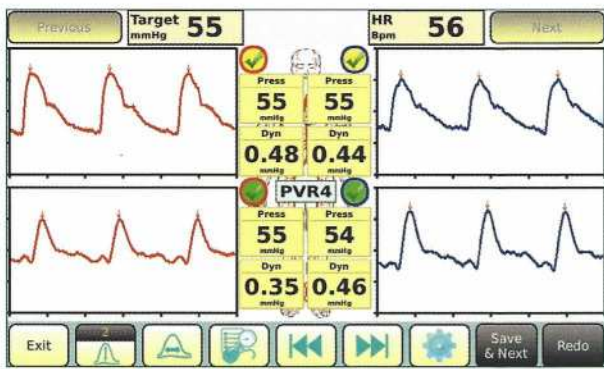 Previous
Target
mmHg
55
HR
Bpm
56
Next
Press
55
mmHg
Press
55
mmHg
Dyn
0.48
mmHg
Dyn
0.44
mmHg
PVR4
Press
55
mmHg
Press
54
mmHg
Dyn
0.35
mmHg
Dyn
0.46
mmHg
Exit
2
Save
& Next
Redo